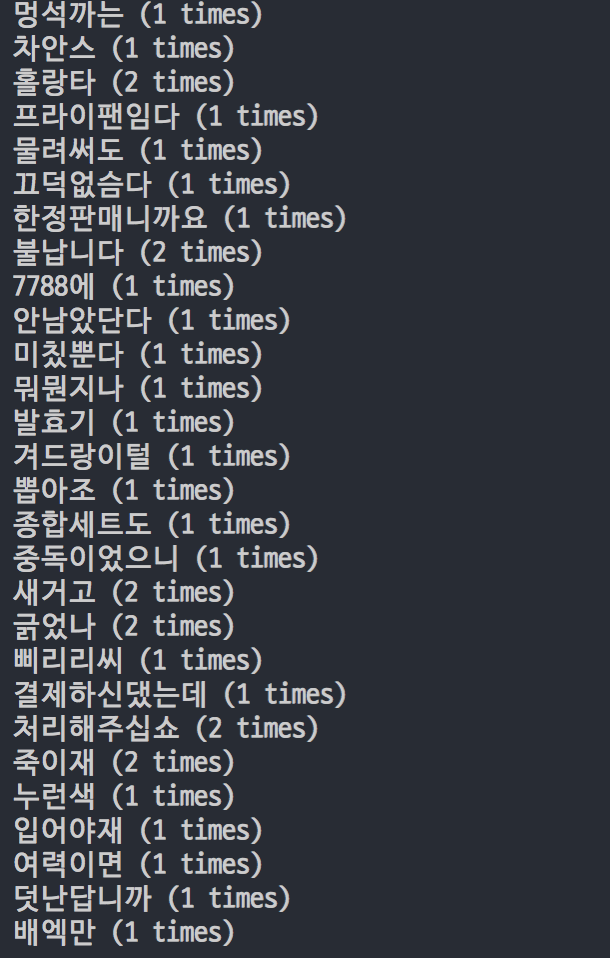 멍석까는 (1 times)
차안스 (1 times)
홀랑타 (2 times)
프라이팬임다 (1 times)
물려써도 (1 times)
끄덕없슴다 (1 times)
한정판매니까요 (1 times)
불납니다 (2 times)
7788에 (1 times)
안남았단다 (1 times)
미칬뿐다 (1 times)
뭐뭔지나 (1 times)
발효기 (1 times)
겨드랑이털 (1 times)
뽑아조 (1 times)
종합세트도 (1 times)
중독이었으니 (1 times)
새거고 (2 times)
굵었나 (2 times)
삐리리씨 (1 times)
결제하신댔는데 (1 times)
처리해주십쇼 (2 times)
죽이재 (2 times)
누런색 (1 times)
입어야재 (1 times)
여력이면 (1 times)
덧난답니까 (1 times)
배엑만 (1 times)